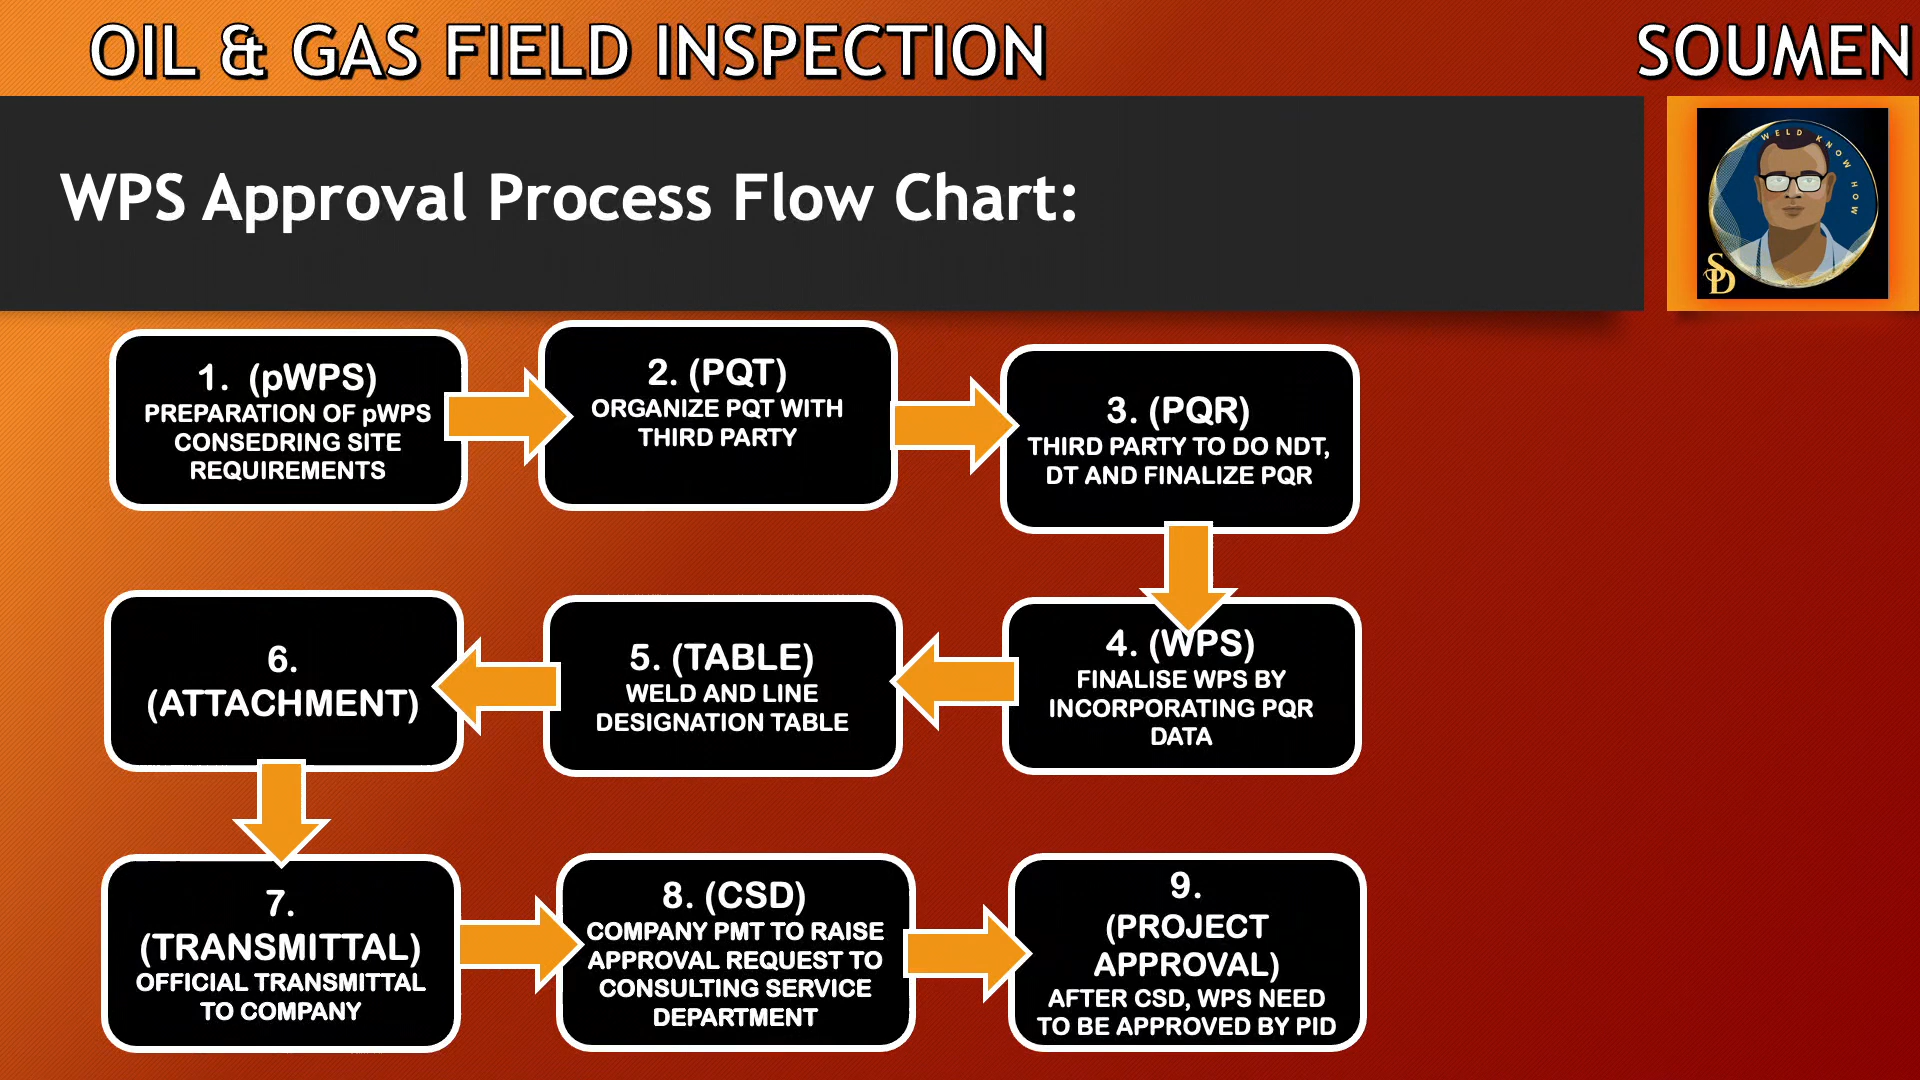 OIL & GAS FIELD INSPECTION
SOUMEN
WELD KNOW HOW
SD
WPS Approval Process Flow Chart:
1. (pWPS)
PREPARATION OF pWPS
CONSEDRING SITE
REQUIREMENTS
2. (PQT)
ORGANIZE PQT WITH
THIRD PARTY
3. (PQR)
THIRD PARTY TO DO NDT,
DT AND FINALIZE PQR
4. (WPS)
FINALISE WPS BY
INCORPORATING PQR
DATA
5. (TABLE)
WELD AND LINE
DESIGNATION TABLE
6.
(ATTACHMENT)
7.
(TRANSMITTAL)
OFFICIAL TRANSMITTAL
TO COMPANY
8. (CSD)
COMPANY PMT TO RAISE
APPROVAL REQUEST TO
CONSULTING SERVICE
DEPARTMENT
9.
(PROJECT
APPROVAL)
AFTER CSD, WPS NEED
TO BE APPROVED BY PID